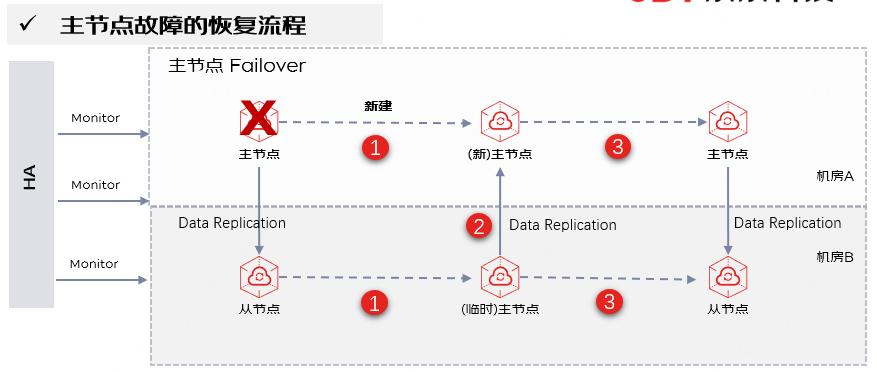 ✓ 主节点故障的恢复流程
主节点 Failover
HA
Monitor
Monitor
Monitor
新建
1
3
主节点
(新)主节点
主节点
机房A
Data Replication
2
Data Replication
Data Replication
机房B
1
3
从节点
(临时)主节点
从节点